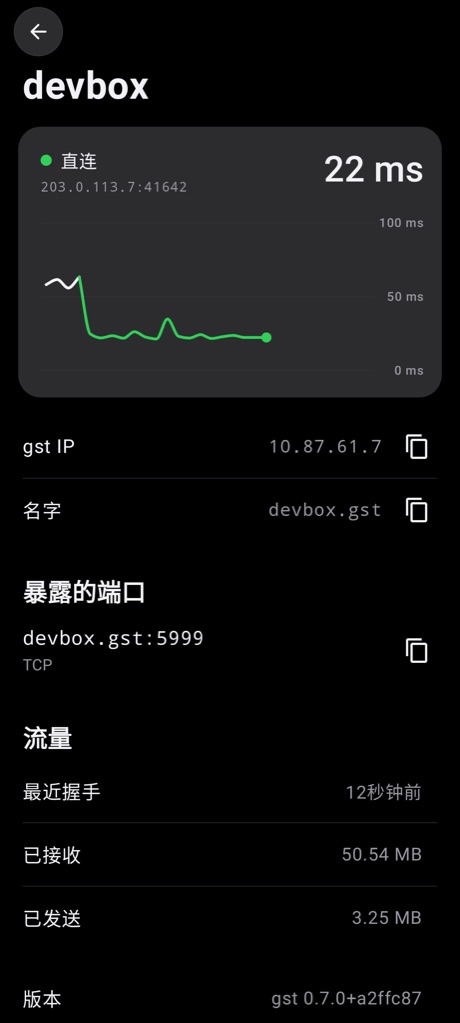 devbox
直连
22 ms
203.0.113.7:41642
100 ms
50 ms
0 ms
gst IP
10.87.61.7
名字
devbox.gst
暴露的端口
devbox.gst:5999
TCP
流量
最近握手
12秒钟前
已接收
50.54 MB
已发送
3.25 MB
版本
gst 0.7.0+a2ffc87